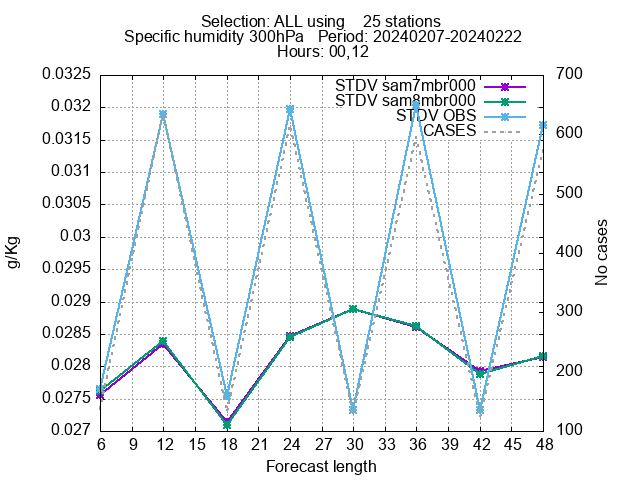 Selection: ALL using    25 stations
Specific humidity 300hPa   Period: 20240207-20240222
Hours: 00,12
STDV sam7mbr000
STDV sam8mbr000
STDV OBS
CASES
g/Kg
0.0325
0.032
0.0315
0.031
0.0305
0.03
0.0295
0.029
0.0285
0.028
0.0275
0.027
700
600
500
400
300
200
100
No cases
6 9 12 15 18 21 24 27 30 33 36 39 42 45 48
Forecast length